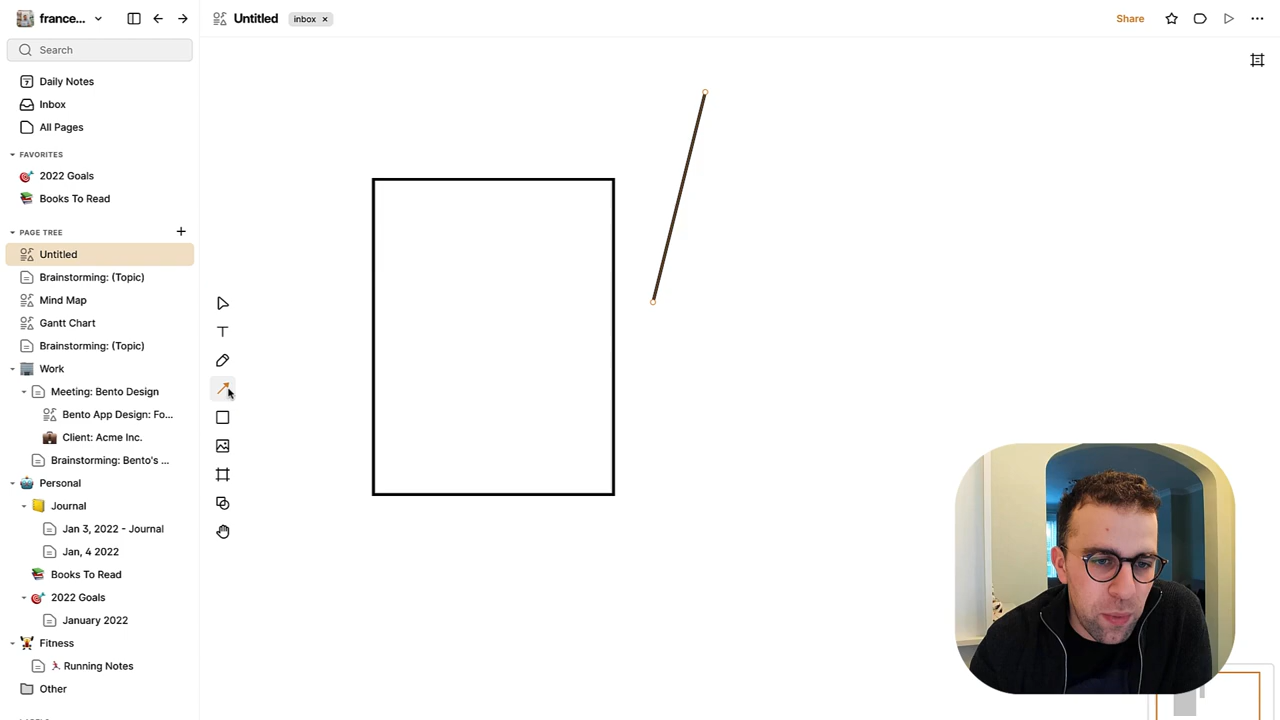 france...
Untitled
inbox ×
Share
Search
7
Daily Notes
Inbox
All Pages
FAVORITES
2022 Goals
Books To Read
PAGE TREE
Untitled
Brainstorming: (Topic)
Mind Map
Gantt Chart
Brainstorming: (Topic)
Work
Meeting: Bento Design
Bento App Design: Fo...
Client: Acme Inc.
Brainstorming: Bento's ...
Personal
Journal
Jan 3, 2022 - Journal
Jan, 4 2022
Books To Read
2022 Goals
January 2022
Fitness
Running Notes
Other